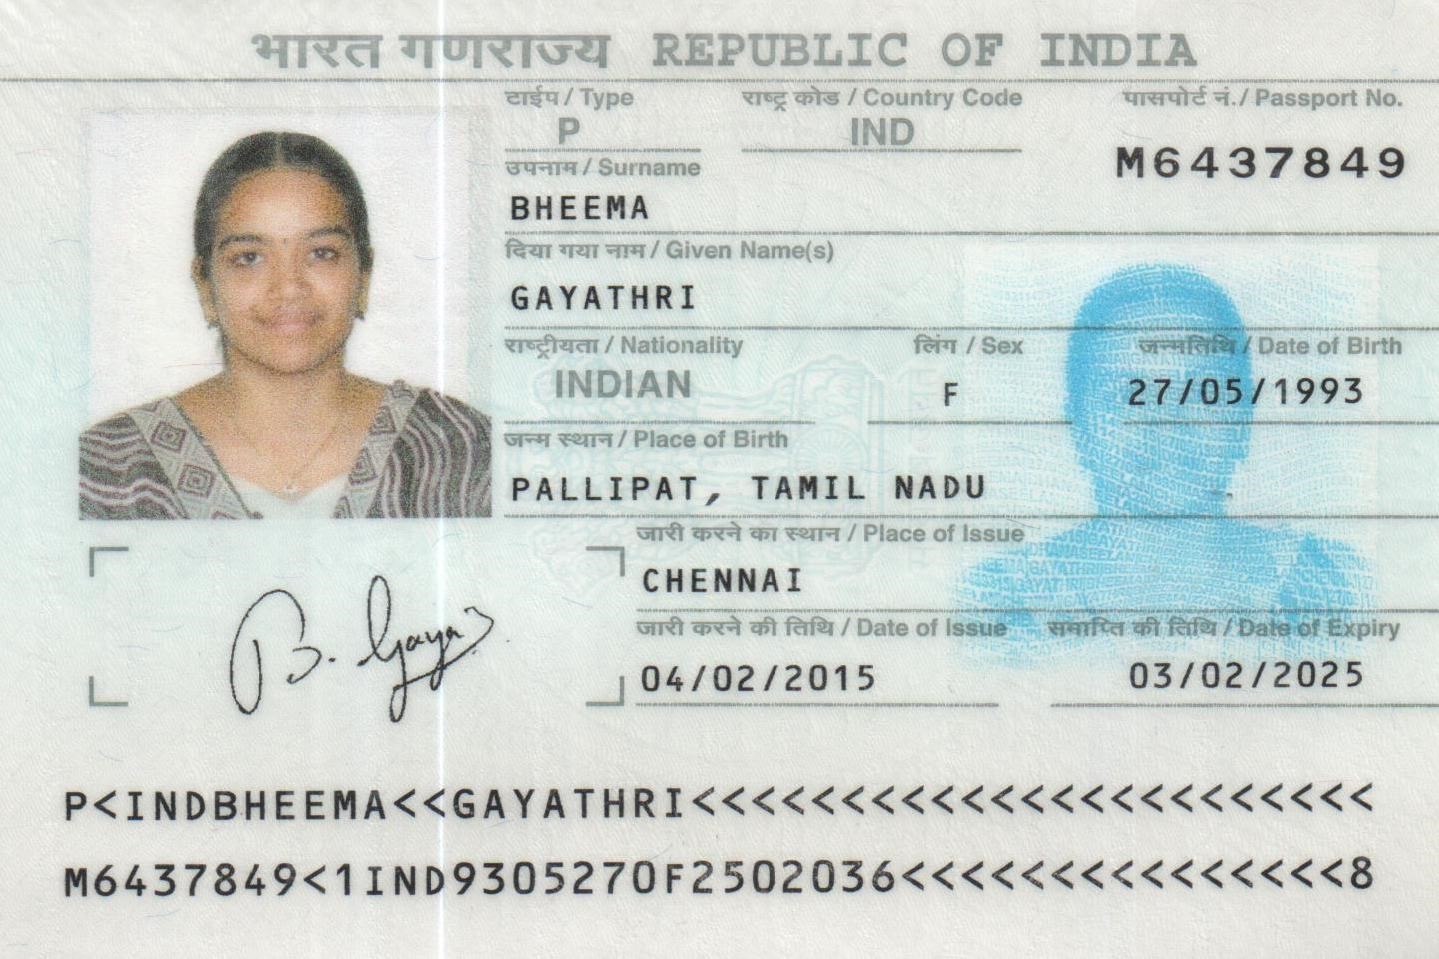 भारत गणराज्य REPUBLIC OF INDIA
टाईप / Type राष्ट्र कोड / Country Code पासपोर्ट नं./ Passport No.
P IND M6437849
उपनाम / Surname
BHEEMA
दिया गया नाम / Given Name(s)
GAYATHRI
राष्ट्रीयता / Nationality लिंग / Sex जन्मतिथि / Date of Birth
INDIAN F 27/05/1993
जन्म स्थान / Place of Birth
PALLIPAT, TAMIL NADU
जारी करने का स्थान / Place of Issue
CHENNAI
जारी करने की तिथि / Date of Issue समाप्ति की तिथि / Date of Expiry
04/02/2015 03/02/2025
B. Gaya
P<INDBHEEMA<<GAYATHRI<<<<<<<<<<<<<<<<<<<<<<<
M6437849<1IND9305270F2502036<<<<<<<<<<<<<<<8